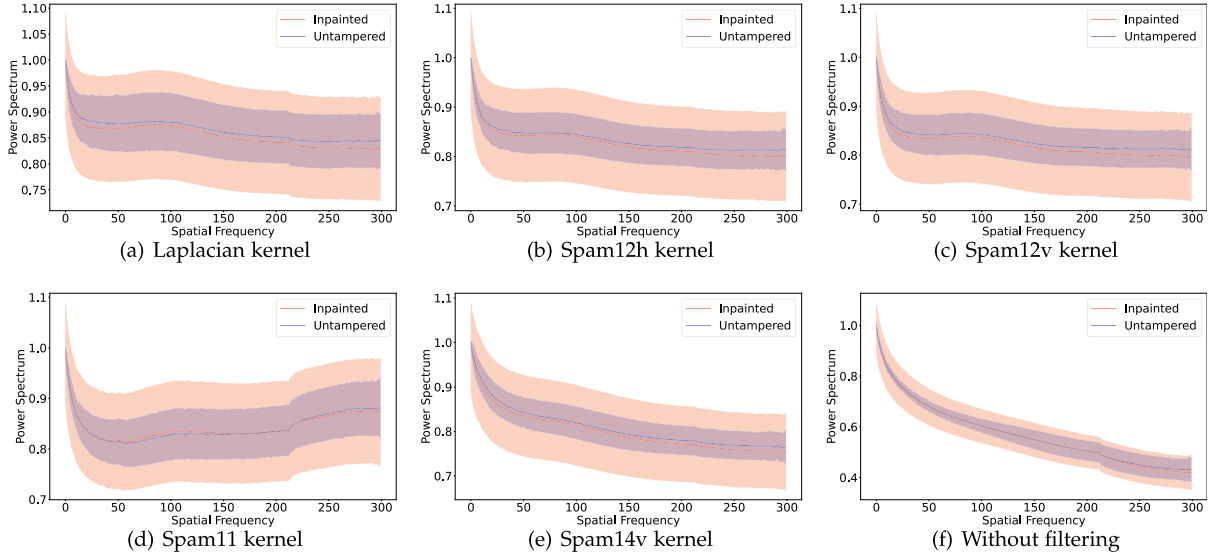 Inpainted
Untampered
Power Spectrum
1.10
1.05
1.00
0.95
0.90
0.85
0.80
0.75
0 50 100 150 200 250 300
Spatial Frequency
(a) Laplacian kernel
Inpainted
Untampered
Power Spectrum
1.1
1.0
0.9
0.8
0.7
0 50 100 150 200 250 300
Spatial Frequency
(b) Spam12h kernel
Inpainted
Untampered
Power Spectrum
1.1
1.0
0.9
0.8
0.7
0 50 100 150 200 250 300
Spatial Frequency
(c) Spam12v kernel
Inpainted
Untampered
Power Spectrum
1.1
1.0
0.9
0.8
0.7
0 50 100 150 200 250 300
Spatial Frequency
(d) Spam11 kernel
Inpainted
Untampered
Power Spectrum
1.1
1.0
0.9
0.8
0.7
0 50 100 150 200 250 300
Spatial Frequency
(e) Spam14v kernel
Inpainted
Untampered
Power Spectrum
1.0
0.8
0.6
0.4
0 50 100 150 200 250 300
Spatial Frequency
(f) Without filtering